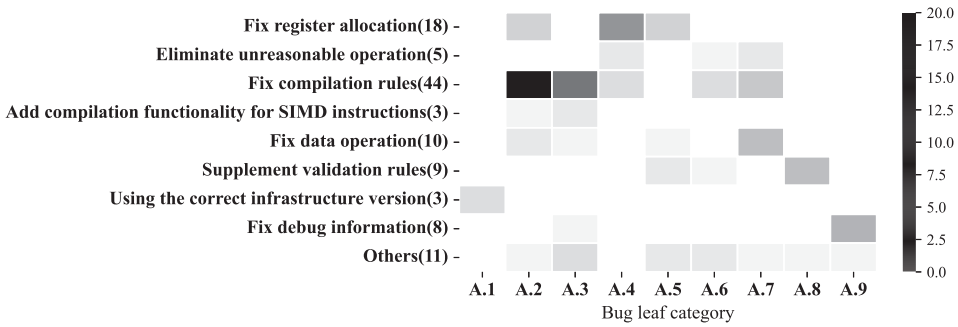 Fix register allocation(18)
Eliminate unreasonable operation(5)
Fix compilation rules(44)
Add compilation functionality for SIMD instructions(3)
Fix data operation(10)
Supplement validation rules(9)
Using the correct infrastructure version(3)
Fix debug information(8)
Others(11)
A.1 A.2 A.3 A.4 A.5 A.6 A.7 A.8 A.9
Bug leaf category
20.0
17.5
15.0
12.5
10.0
7.5
5.0
2.5
0.0